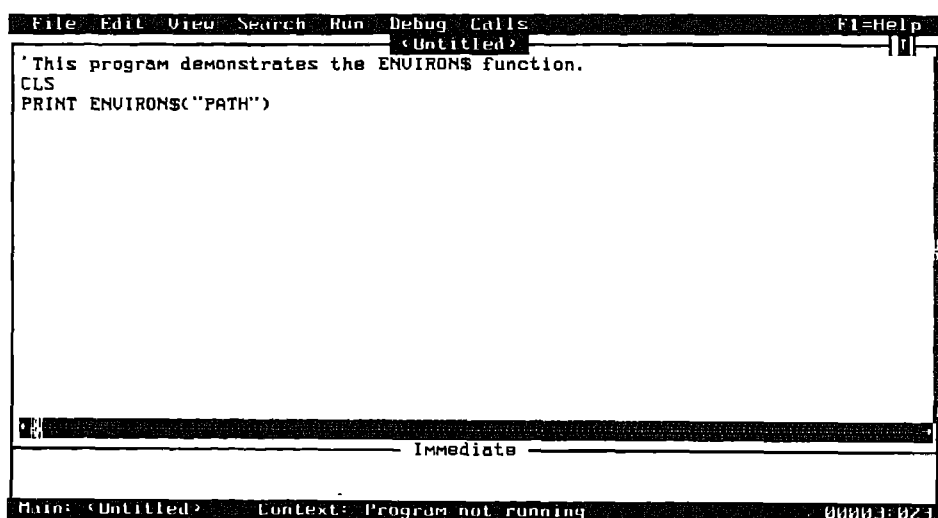 File Edit View Search Run Debug Calls F1=Help
<Untitled>
'This program demonstrates the ENVIRON$ function.
CLS
PRINT ENVIRON$("PATH")
Immediate
Main: <Untitled> Context: Program not running 00003:023